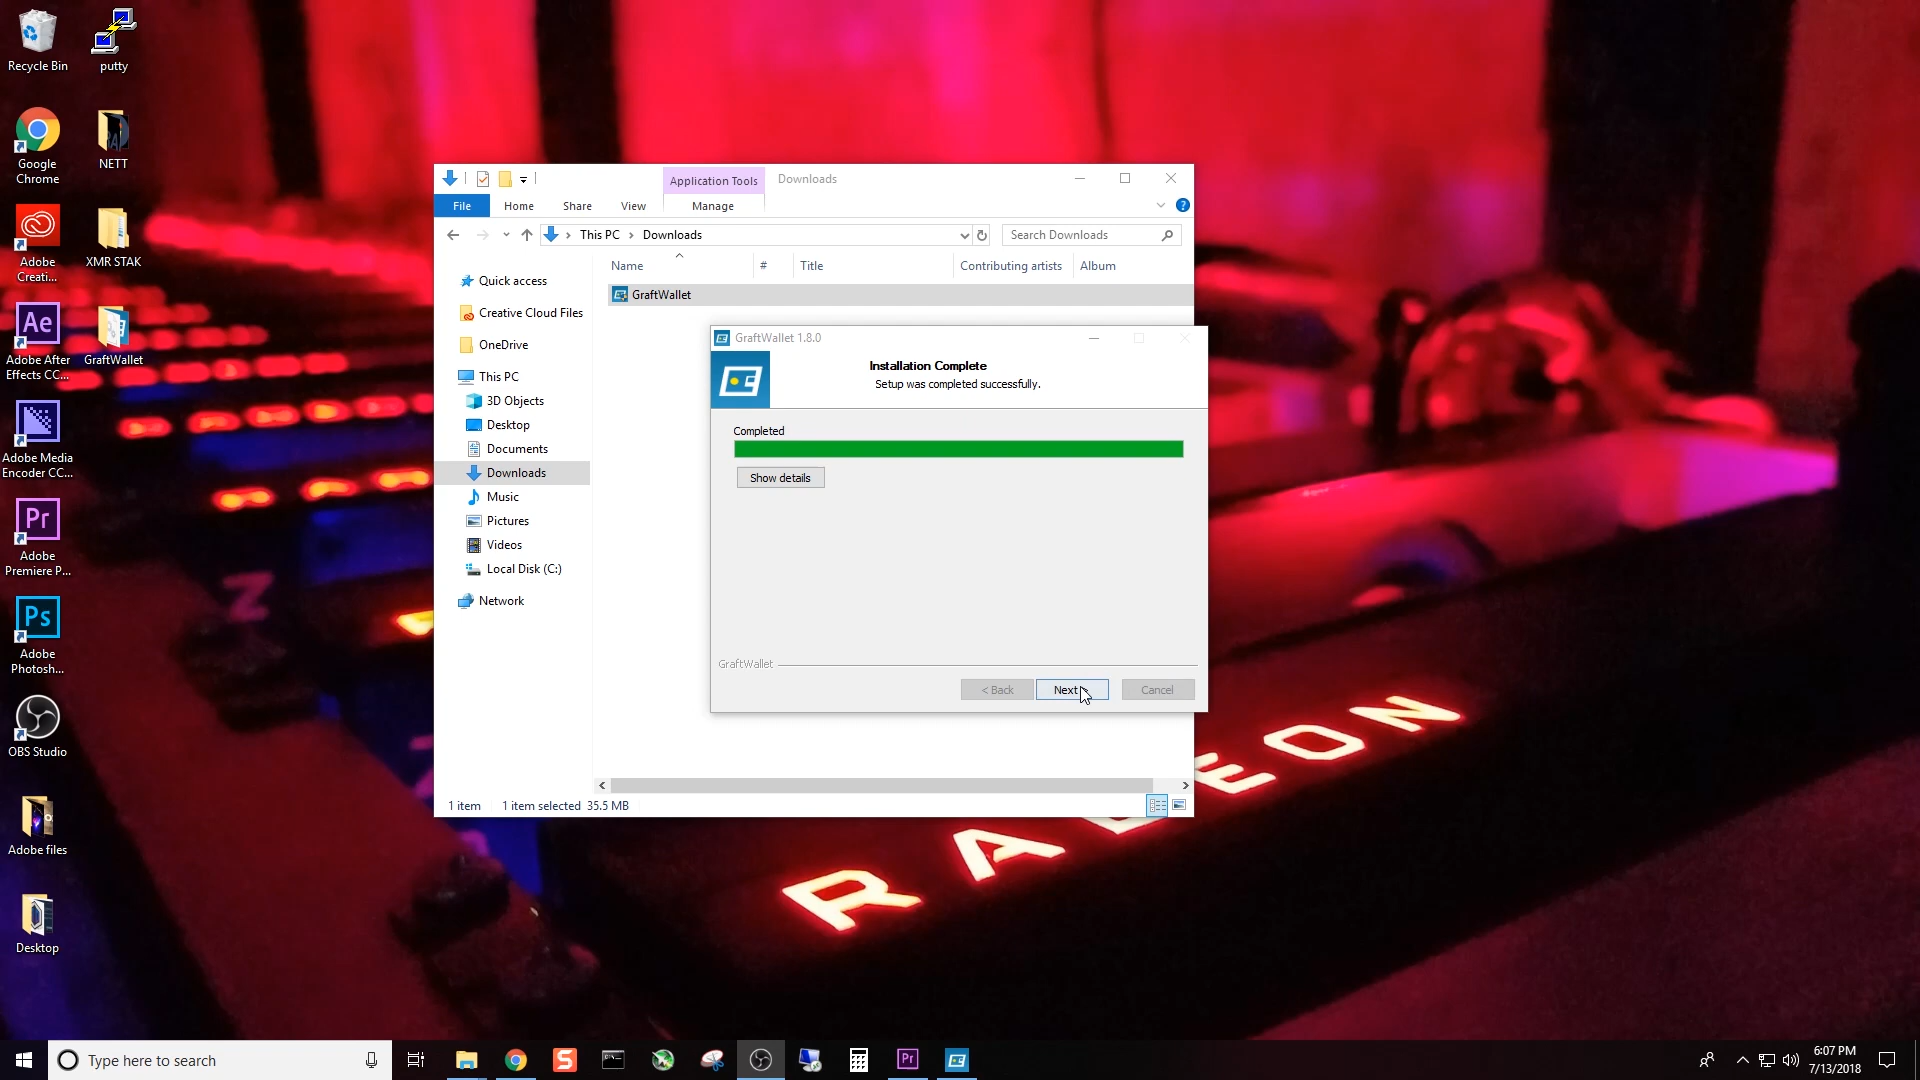 Recycle Bin
putty
Google
Chrome
NETT
Adobe
Creati...
XMR STAK
Ae
Adobe After
Effects CC...
GraftWallet
Adobe Media
Encoder CC...
Pr
Adobe
Premiere P...
Ps
Adobe
Photosh...
OBS Studio
Adobe files
Desktop
Application Tools
Downloads
File
Home
Share
View
Manage
?
This PC
Downloads
Search Downloads
Name
#
Title
Contributing artists
Album
Quick access
Creative Cloud Files
OneDrive
This PC
3D Objects
Desktop
Documents
Downloads
Music
Pictures
Videos
Local Disk (C:)
Network
GraftWallet
GraftWallet 1.8.0
Installation Complete
Setup was completed successfully.
Completed
Show details
GraftWallet
< Back
Next
Cancel
1 item
1 item selected 35.5 MB
RADEON
Z
Type here to search
S
Pr
6:07 PM
7/13/2018